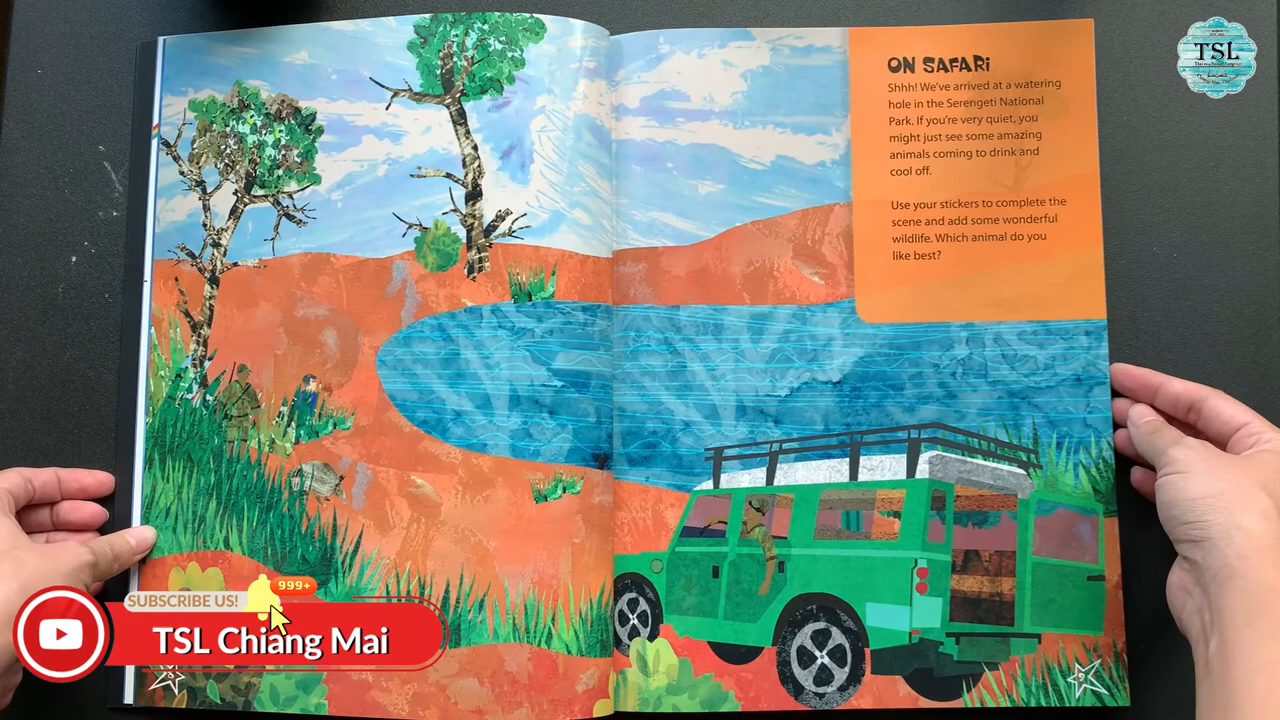 ON SAFARI
Shhh! We've arrived at a watering
hole in the Serengeti National
Park. If you're very quiet, you
might just see some amazing
animals coming to drink and
cool off.
Use your stickers to complete the
scene and add some wonderful
wildlife. Which animal do you
like best?
TSL
999+
SUBSCRIBE US!
TSL Chiang Mai
9